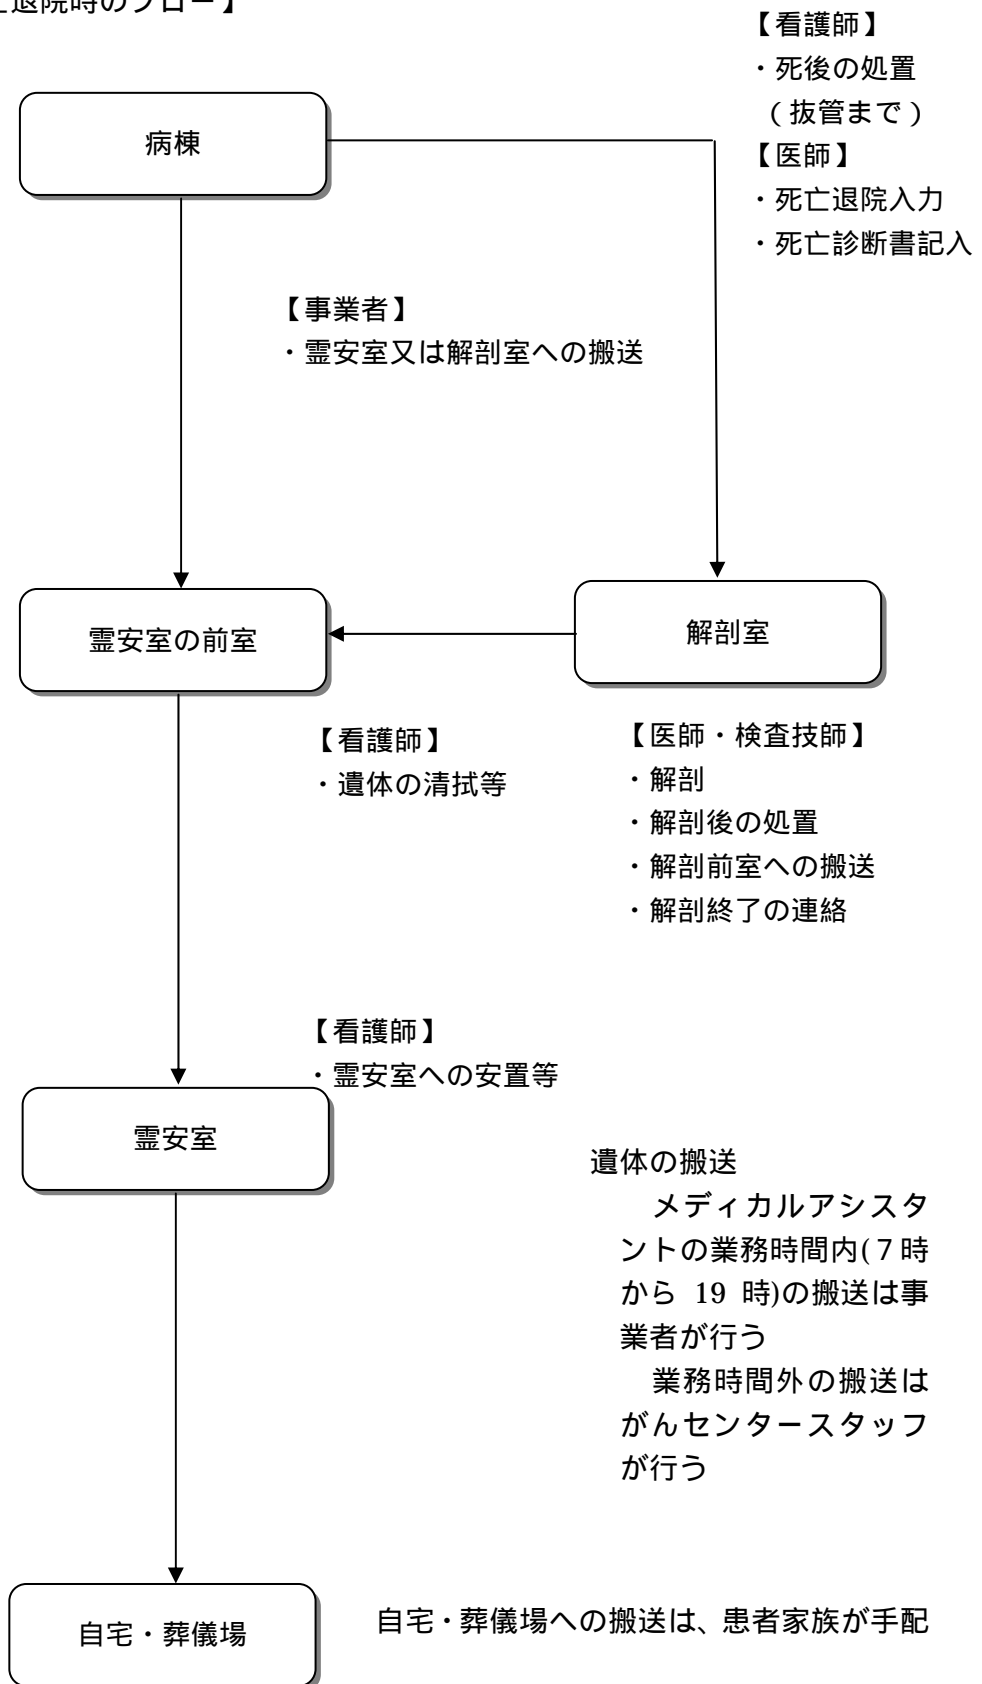 亡退院時のフロー】
【看護師】
・死後の処置
（抜管まで）
【医師】
・死亡退院入力
・死亡診断書記入
病棟
【事業者】
・霊安室又は解剖室への搬送
霊安室の前室
解剖室
【看護師】
・遺体の清拭等
【医師・検査技師】
・解剖
・解剖後の処置
・解剖前室への搬送
・解剖終了の連絡
【看護師】
・霊安室への安置等
霊安室
遺体の搬送
メディカルアシスタ
ントの業務時間内(７時
から 19 時)の搬送は事
業者が行う
業務時間外の搬送は
がんセンタースタッフ
が行う
自宅・葬儀場
自宅・葬儀場への搬送は、患者家族が手配